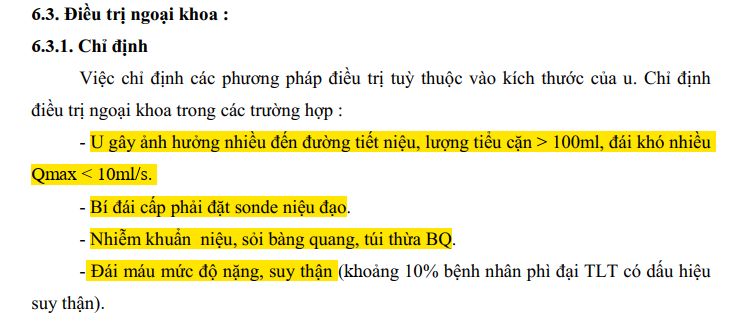 6.3. Điều trị ngoại khoa :
6.3.1. Chỉ định
Việc chỉ định các phương pháp điều trị tuỳ thuộc vào kích thước của u. Chỉ định
điều trị ngoại khoa trong các trường hợp :
- U gây ảnh hưởng nhiều đến đường tiết niệu, lượng tiểu cặn > 100ml, đái khó nhiều
Qmax < 10ml/s.
- Bí đái cấp phải đặt sonde niệu đạo.
- Nhiễm khuẩn niệu, sỏi bàng quang, túi thừa BQ.
- Đái máu mức độ nặng, suy thận (khoảng 10% bệnh nhân phì đại TLT có dấu hiệu
suy thận).